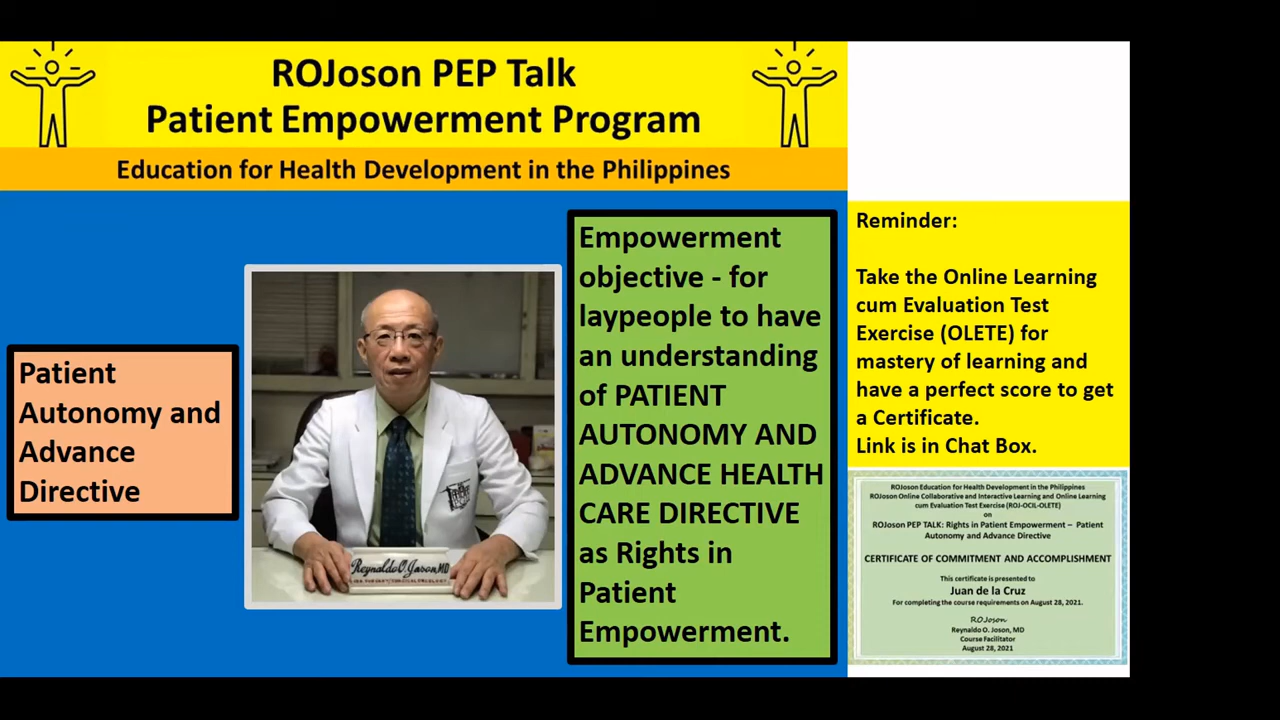 ROJoson PEP Talk
Patient Empowerment Program
Education for Health Development in the Philippines
Patient
Autonomy and
Advance
Directive
Reynaldo O. Joson, MD
Empowerment
objective - for
laypeople to have
an understanding
of PATIENT
AUTONOMY AND
ADVANCE HEALTH
CARE DIRECTIVE
as Rights in
Patient
Empowerment.
Reminder:
Take the Online Learning
cum Evaluation Test
Exercise (OLETE) for
mastery of learning and
have a perfect score to get
a Certificate.
Link is in Chat Box.
ROJoson Education for Health Development in the Philippines
ROJoson Online Collaborative and Interactive Learning and Online Learning
cum Evaluation Test Exercise (ROJ-OCIL-OLETE)
on
ROJoson PEP TALK: Rights in Patient Empowerment – Patient
Autonomy and Advance Directive
CERTIFICATE OF COMMITMENT AND ACCOMPLISHMENT
This certificate is presented to
Juan de la Cruz
For completing the course requirements on August 28, 2021.
ROJoson
Reynaldo O. Joson, MD
Course Facilitator
August 28, 2021